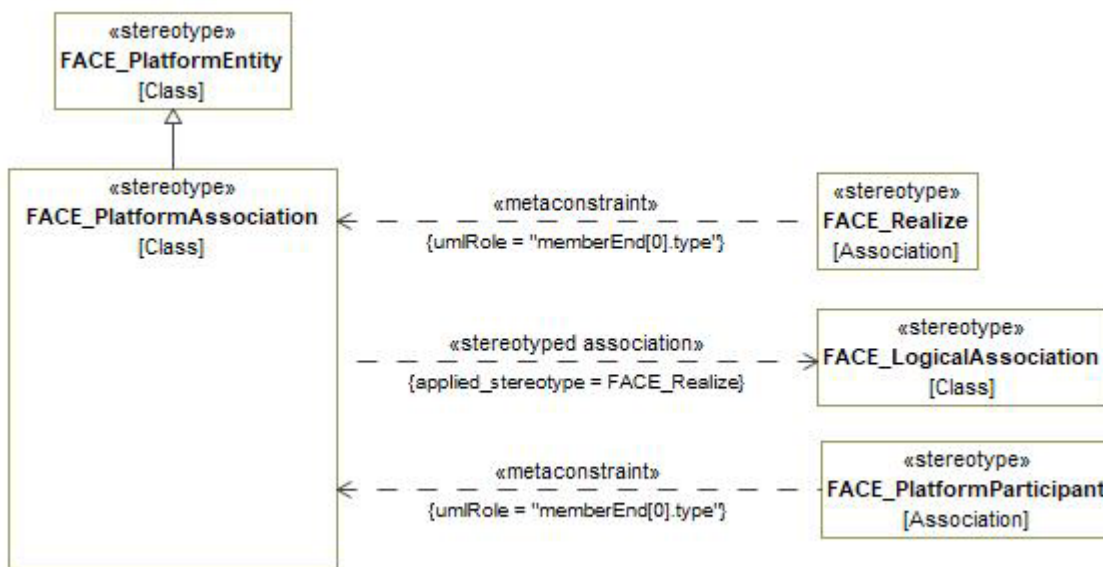 «stereotype»
FACE_PlatformEntity
[Class]
«stereotype»
FACE_PlatformAssociation
[Class]
«metaconstraint»
{umlRole = "memberEnd[0].type"}
«stereotype»
FACE_Realize
[Association]
«stereotyped association»
{applied_stereotype = FACE_Realize}
«stereotype»
FACE_LogicalAssociation
[Class]
«metaconstraint»
{umlRole = "memberEnd[0].type"}
«stereotype»
FACE_PlatformParticipant
[Association]